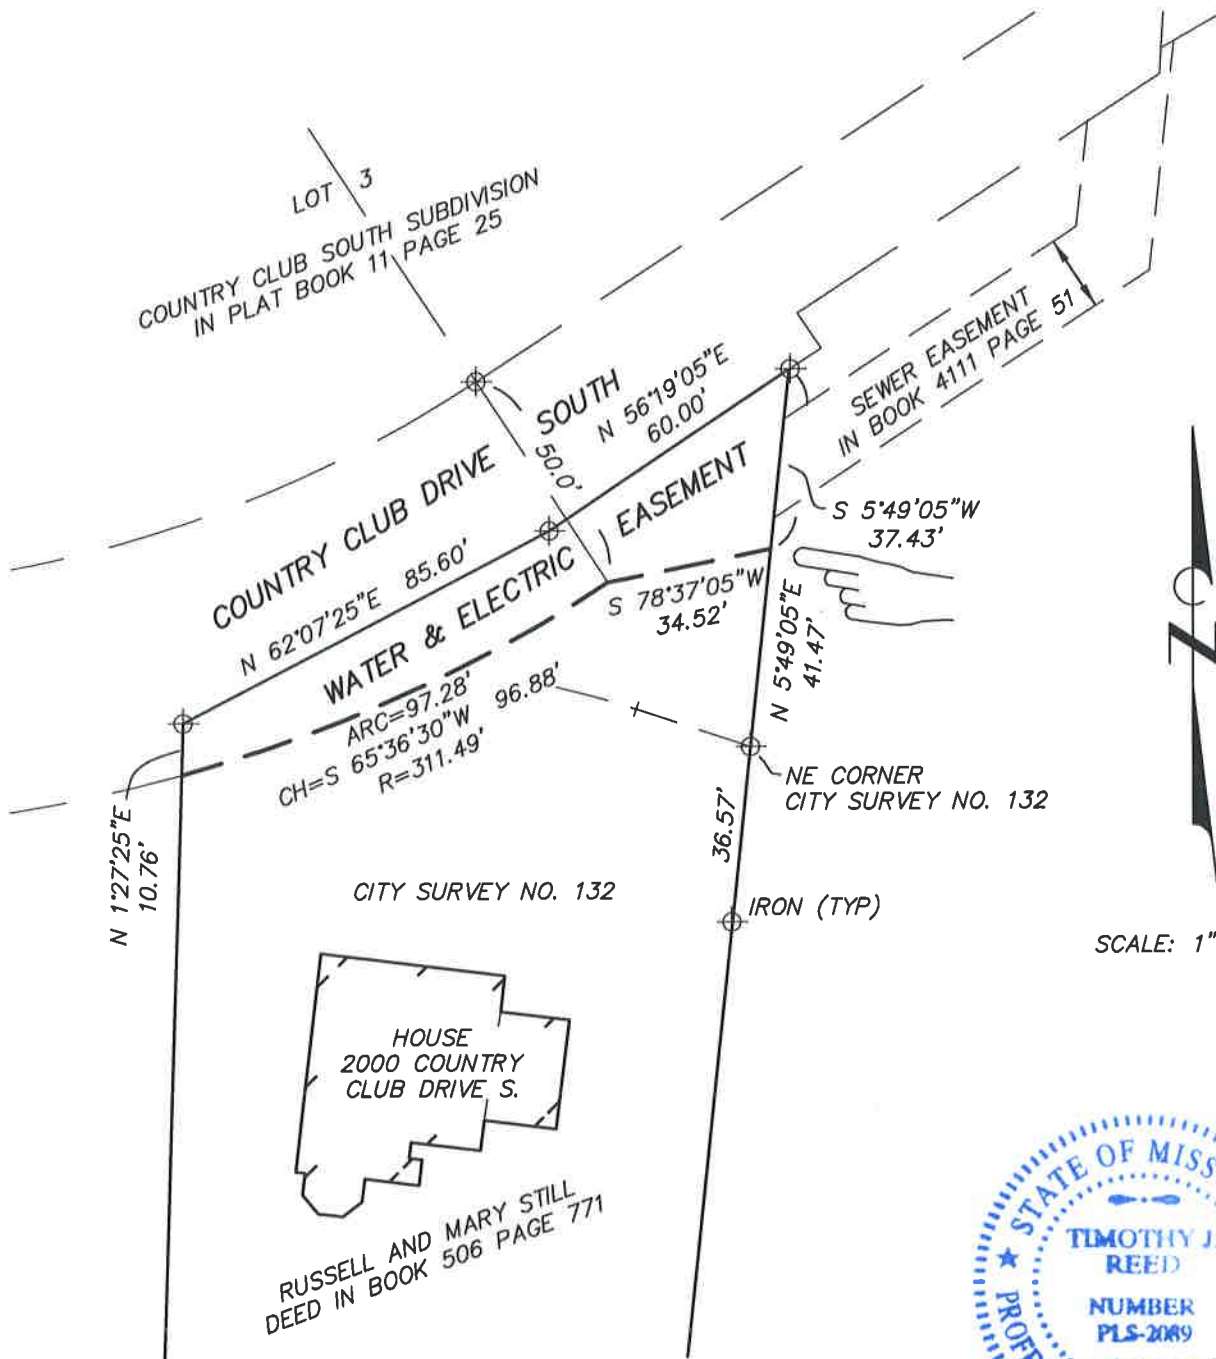 LOT 3
COUNTRY CLUB SOUTH SUBDIVISION
IN PLAT BOOK 11 PAGE 25
COUNTRY CLUB DRIVE SOUTH
50.0'
N 56°19'05"E
60.00'
SEWER EASEMENT
IN BOOK 4111 PAGE 51
N 62°07'25"E 85.60'
WATER & ELECTRIC EASEMENT
S 5°49'05"W
37.43'
S 78°37'05"W
34.52'
N 5°49'05"E
41.47'
ARC=97.28'
CH=S 65°36'30"W 96.88'
R=311.49'
N 1°27'25"E
10.76'
NE CORNER
CITY SURVEY NO. 132
36.57'
CITY SURVEY NO. 132
IRON (TYP)
N
SCALE: 1"
HOUSE
2000 COUNTRY
CLUB DRIVE S.
RUSSELL AND MARY STILL
DEED IN BOOK 506 PAGE 771
STATE OF MISS
TIMOTHY J.
REED
NUMBER
PLS-2089
PROFE